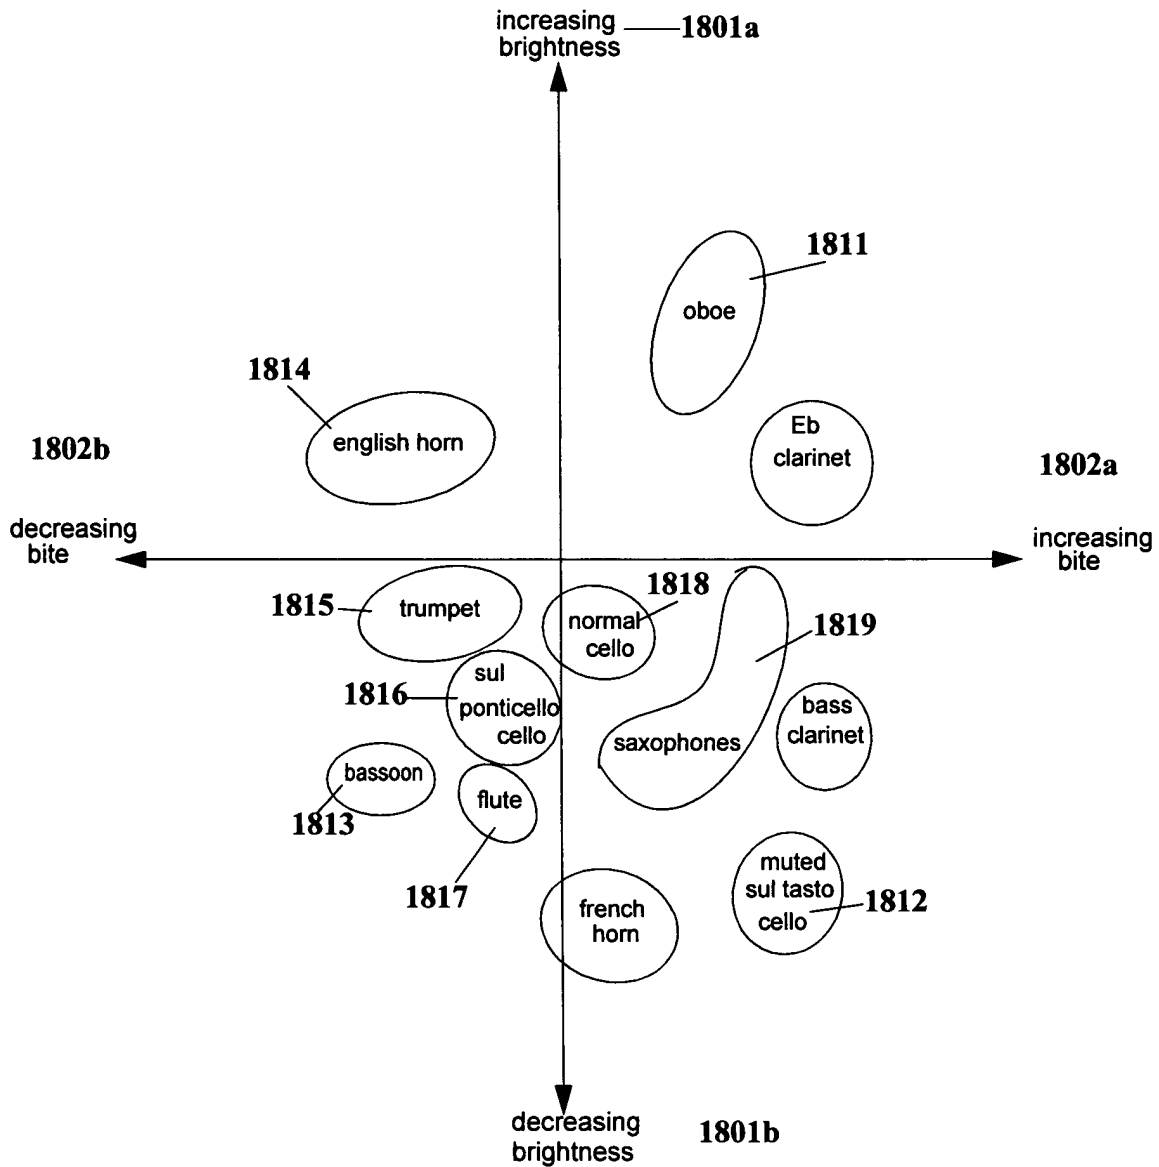 increasing
brightness
1801a
1811
oboe
1814
english horn
Eb
clarinet
1802b
1802a
decreasing
bite
increasing
bite
1815
trumpet
1818
normal
cello
1819
1816
sul
ponticello
cello
saxophones
bass
clarinet
bassoon
1813
flute
1817
muted
sul tasto
cello
1812
french
horn
decreasing
brightness
1801b